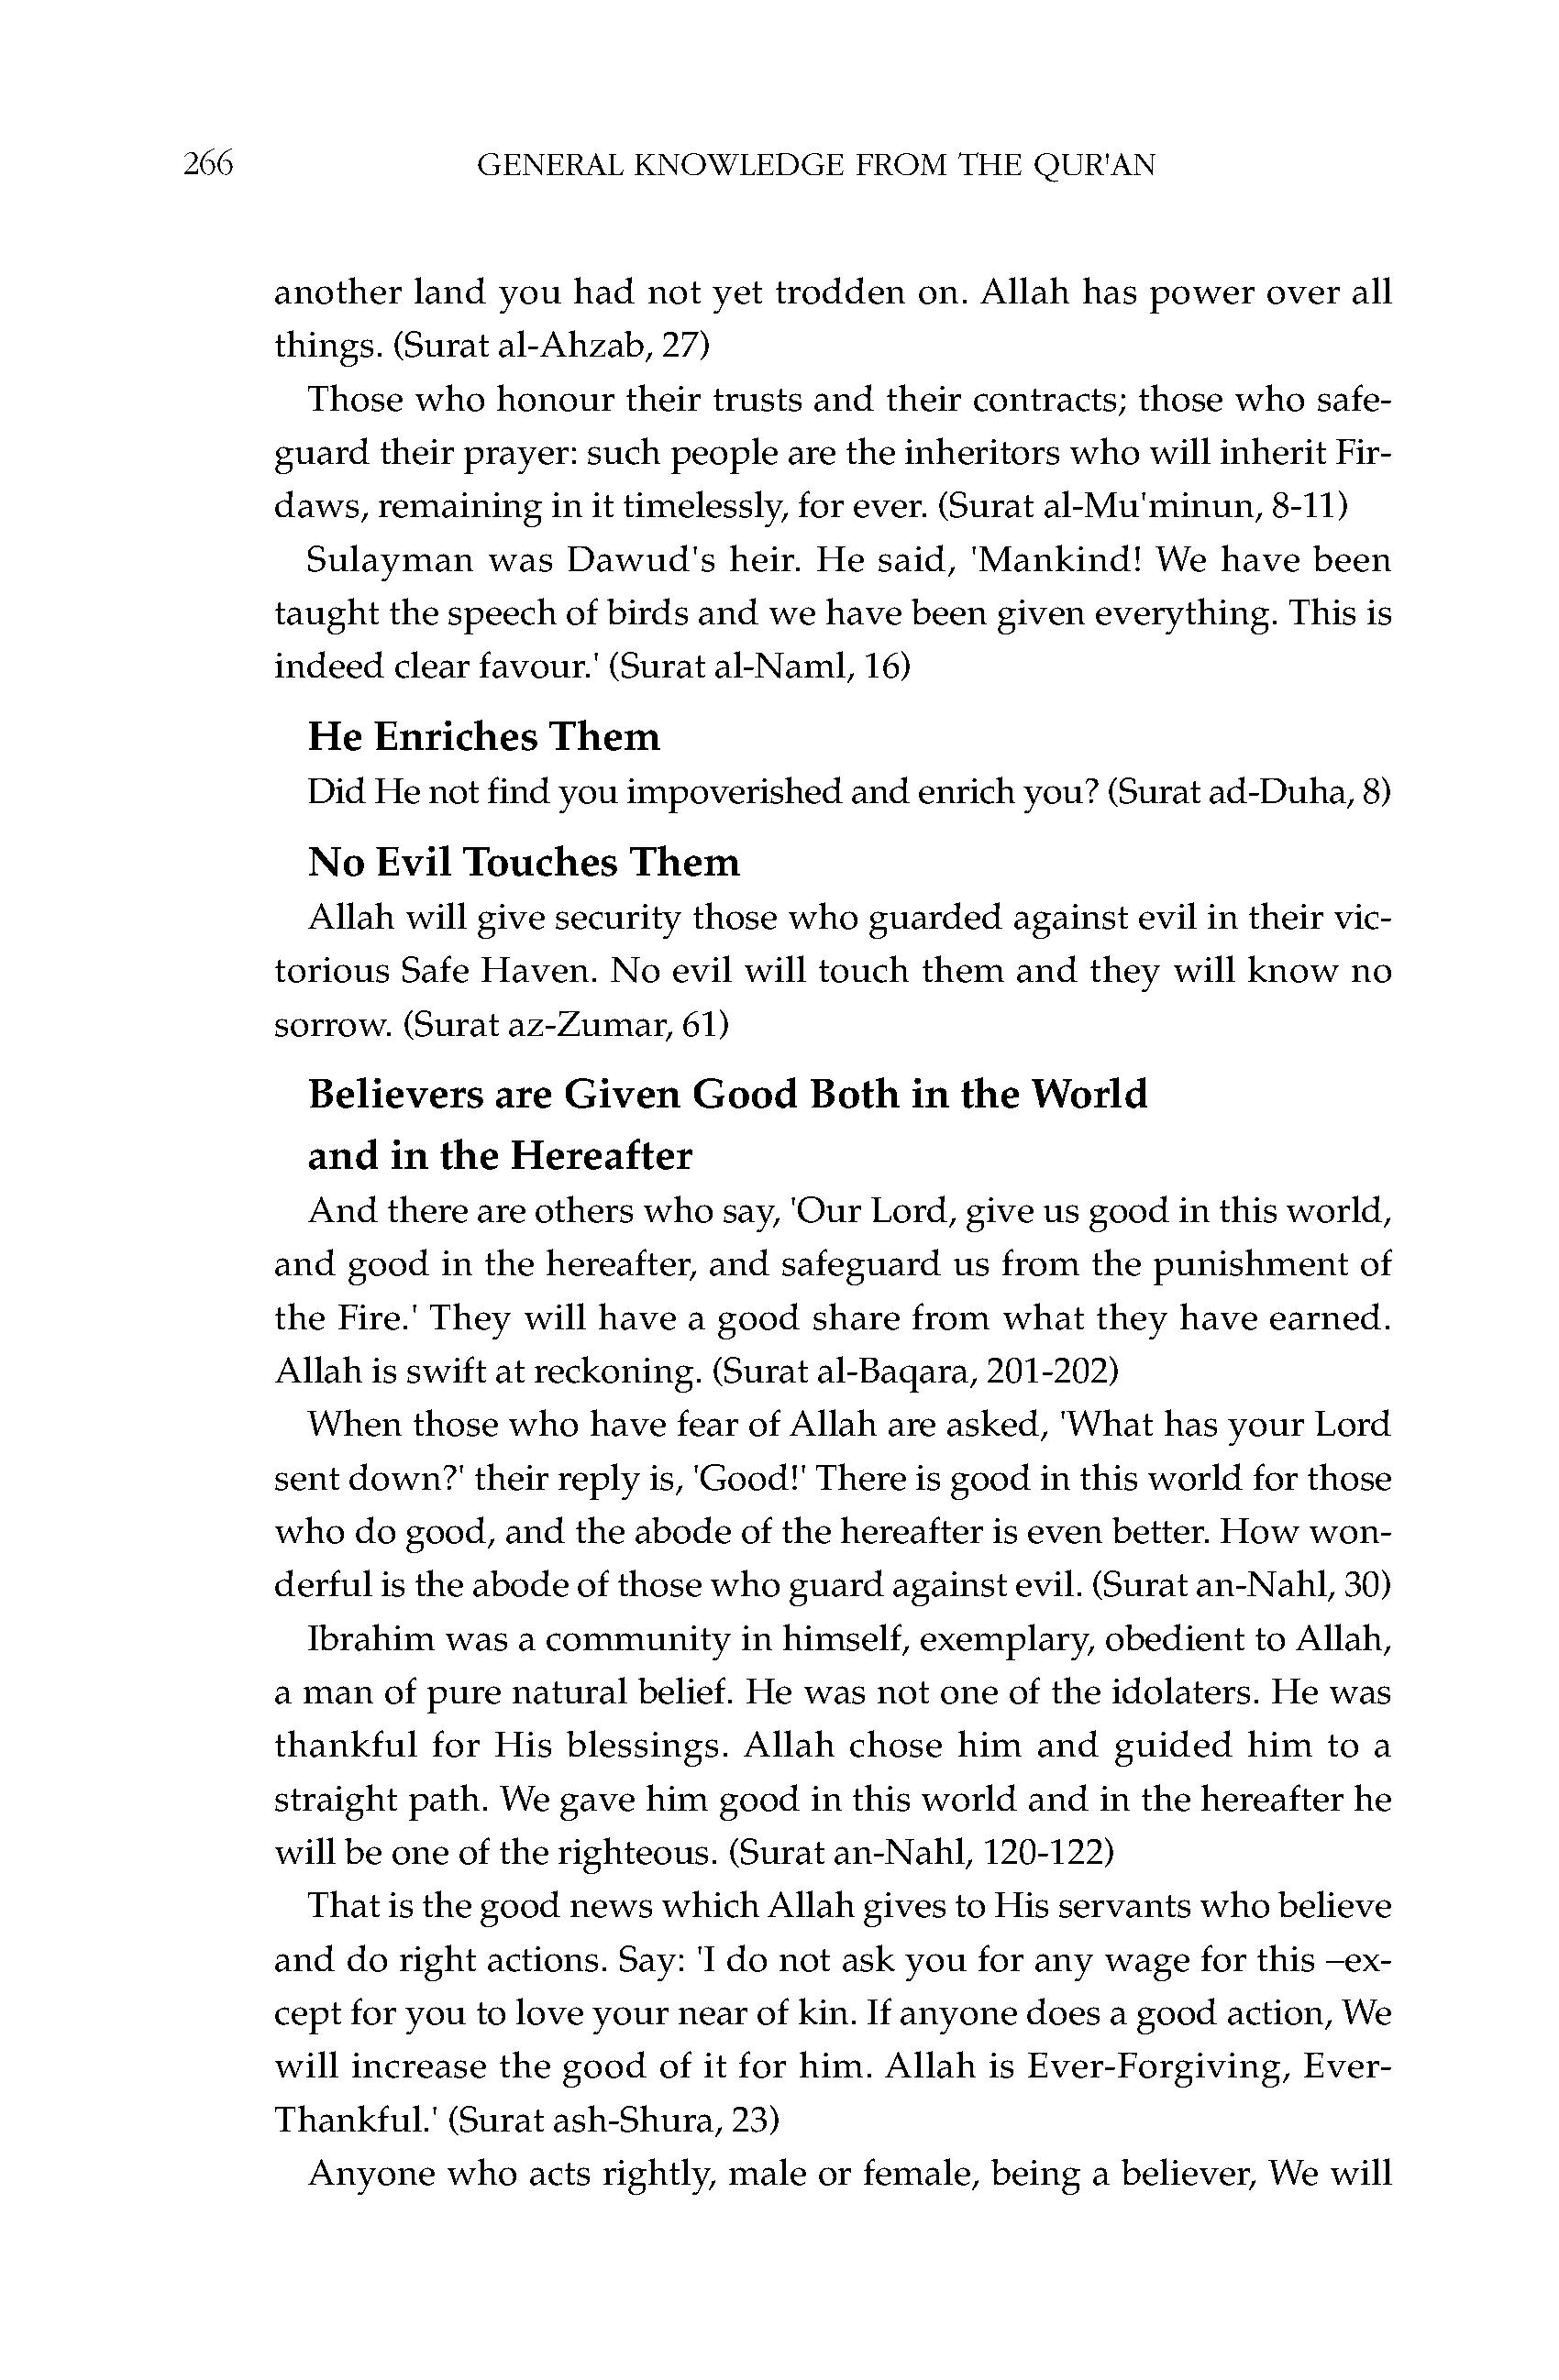 266 GENERAL KNOWLEDGE FROM THE QUR'AN
another land you had not yet trodden on. Allah has power over all
things. (Surat al-Ahzab, 27)
Those who honour their trusts and their contracts; those who safe-
guard their prayer: such people are the inheritors who will inherit Fir-
daws, remaining in it timelessly, for ever. (Surat al-Mu'minun, 8-11)
Sulayman was Dawud's heir. He said, 'Mankind! We have been
taught the speech of birds and we have been given everything. This is
indeed clear favour.' (Surat al-Naml, 16)
He Enriches Them
Did He not find you impoverished and enrich you? (Surat ad-Duha, 8)
No Evil Touches Them
Allah will give security those who guarded against evil in their vic-
torious Safe Haven. No evil will touch them and they will know no
sorrow. (Surat az-Zumar, 61)
Believers are Given Good Both in the World
and in the Hereafter
And there are others who say, 'Our Lord, give us good in this world,
and good in the hereafter, and safeguard us from the punishment of
the Fire.' They will have a good share from what they have earned.
Allah is swift at reckoning. (Surat al-Baqara, 201-202)
When those who have fear of Allah are asked, 'What has your Lord
sent down?' their reply is, 'Good!' There is good in this world for those
who do good, and the abode of the hereafter is even better. How won-
derful is the abode of those who guard against evil. (Surat an-Nahl, 30)
Ibrahim was a community in himself, exemplary, obedient to Allah,
a man of pure natural belief. He was not one of the idolaters. He was
thankful for His blessings. Allah chose him and guided him to a
straight path. We gave him good in this world and in the hereafter he
will be one of the righteous. (Surat an-Nahl, 120-122)
That is the good news which Allah gives to His servants who believe
and do right actions. Say: 'I do not ask you for any wage for this –ex-
cept for you to love your near of kin. If anyone does a good action, We
will increase the good of it for him. Allah is Ever-Forgiving, Ever-
Thankful.' (Surat ash-Shura, 23)
Anyone who acts rightly, male or female, being a believer, We will